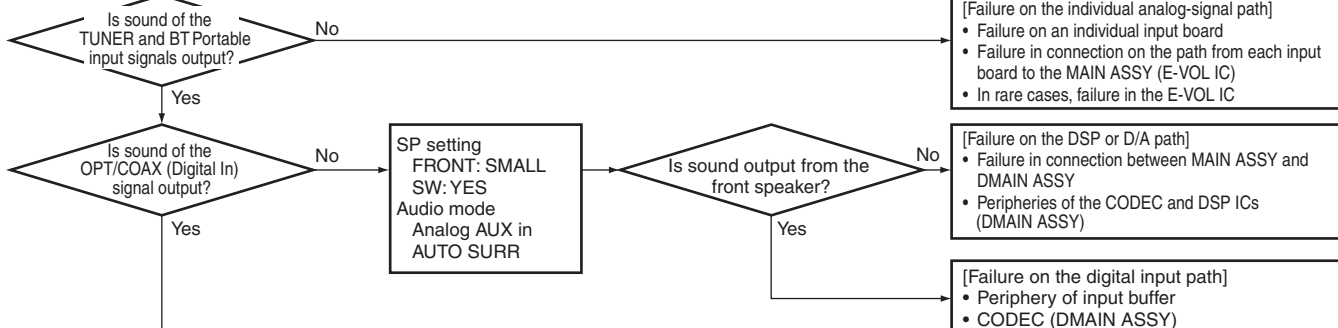 Is sound of the
TUNER and BT Portable
input signals output?
No
Yes
[Failure on the individual analog-signal path]
• Failure on an individual input board
• Failure in connection on the path from each input
board to the MAIN ASSY (E-VOL IC)
• In rare cases, failure in the E-VOL IC
Is sound of the
OPT/COAX (Digital In)
signal output?
No
Yes
SP setting
FRONT: SMALL
SW: YES
Audio mode
Analog AUX in
AUTO SURR
Is sound output from the
front speaker?
No
Yes
[Failure on the DSP or D/A path]
• Failure in connection between MAIN ASSY and
DMAIN ASSY
• Peripheries of the CODEC and DSP ICs
(DMAIN ASSY)
[Failure on the digital input path]
• Periphery of input buffer
• CODEC (DMAIN ASSY)